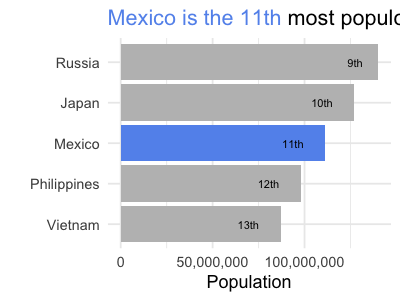 Mexico is the 11th most
Russia 9th
Japan 10th
Mexico 11th
Philippines 12th
Vietnam 13th
0 50,000,000 100,000,000
Population